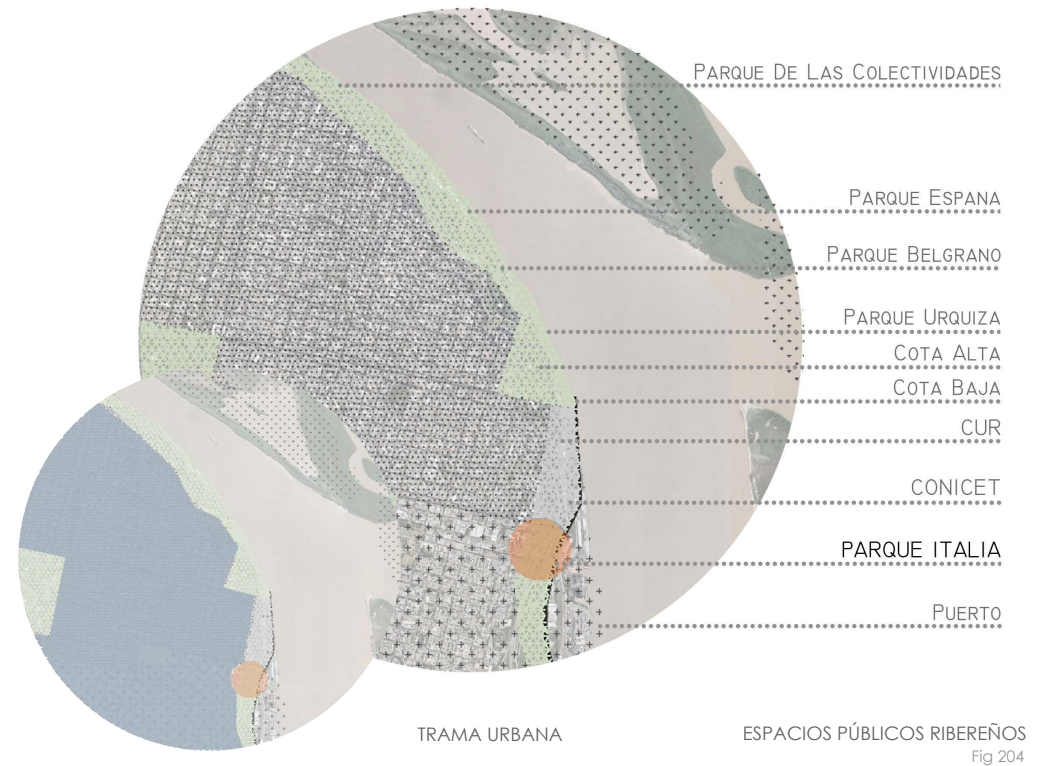 PARQUE DE LAS COLECTIVIDADES
PARQUE ESPANA
PARQUE BELGRANO
PARQUE URQUIZA
COTA ALTA
COTA BAJA
CUR
CONICET
PARQUE ITALIA
PUERTO
TRAMA URBANA
ESPACIOS PÚBLICOS RIBEREÑOS
Fig 204